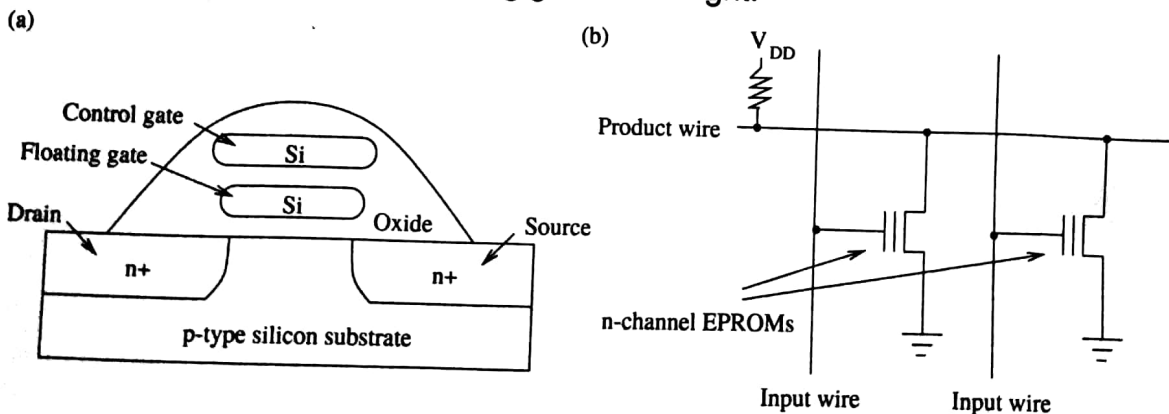 (a)
Control gate
Si
Floating gate
Si
Drain
Oxide
Source
n+
n+
p-type silicon substrate
(b)
V DD
Product wire
n-channel EPROMs
Input wire
Input wire